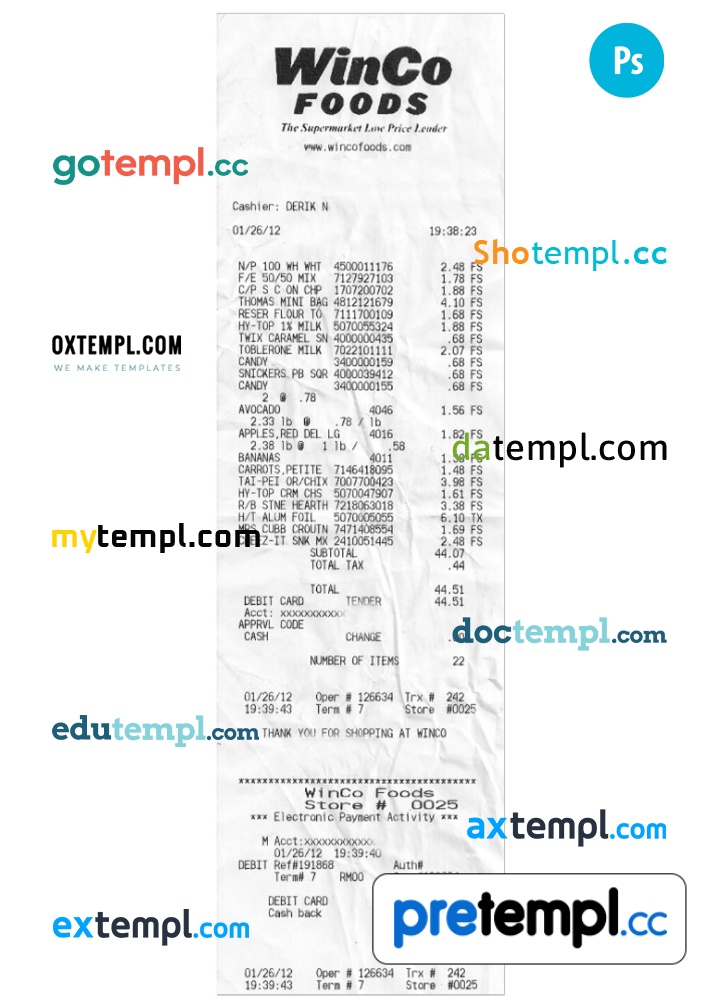 WinCo
FOODS
The Supermarket Low Price Leader
www.wincofoods.com
Ps
gotempl.cc
Cashier: DERIK N
01/26/12 19:38:23
Shotempl.cc
N/P 100 WH WHT 4500011176 2.48 FS
F/E 50/50 MIX 7127927103 1.78 FS
C/P S C ON CHP 1707200702 1.88 FS
THOMAS MINI BAG 4812121679 4.10 FS
RESER FLOUR TO 7111700109 1.68 FS
HY-TOP 1% MILK 5070055324 1.88 FS
TWIX CARAMEL SN 4000000435 .68 FS
OXTEMPL.COM
WE MAKE TEMPLATES
TOBLERONE MILK 7022101111 2.07 FS
CANDY 3400000159 .68 FS
SNICKERS PB SQR 4000039412 .68 FS
CANDY 3400000155 .68 FS
2 @ .78
AVOCADO 4046 1.56 FS
2.33 lb @ .78 / lb
APPLES,RED DEL LG 4016 1.82 FS
2.38 lb @ 1 lb / .58
datempl.com
BANANAS 4011 FS
CARROTS,PETITE 7146418095 1.48 FS
TAI-PEI OR/CHIX 7007700423 3.98 FS
HY-TOP CRM CHS 5070047907 1.61 FS
R/B STNE HEARTH 7218063018 3.38 FS
H/T ALUM FOIL 5070005055 6.10 TX
MRS CUBB CROUTN 7471408554 1.69 FS
mytempl.com
CHEEZ-IT SNK MX 2410051445 2.48 FS
SUBTOTAL 44.07
TOTAL TAX .44
TOTAL 44.51
DEBIT CARD TENDER 44.51
Acct: xxxxxxxxxxx
APPRVL CODE
CASH CHANGE
doctempl.com
NUMBER OF ITEMS 22
01/26/12 Oper # 126634 Trx # 242
19:39:43 Term # 7 Store #0025
edutempl.com
THANK YOU FOR SHOPPING AT WINCO
****************************************
WinCo Foods
Store # 0025
*** Electronic Payment Activity ***
axtempl.com
M Acct:xxxxxxxxxxxx
01/26/12 19:39:40
DEBIT Ref#191868 Auth#
Term# 7 RM00
DEBIT CARD
Cash back
pretempl.cc
extempl.com
01/26/12 Oper # 126634 Trx # 242
19:39:43 Term # 7 Store #0025